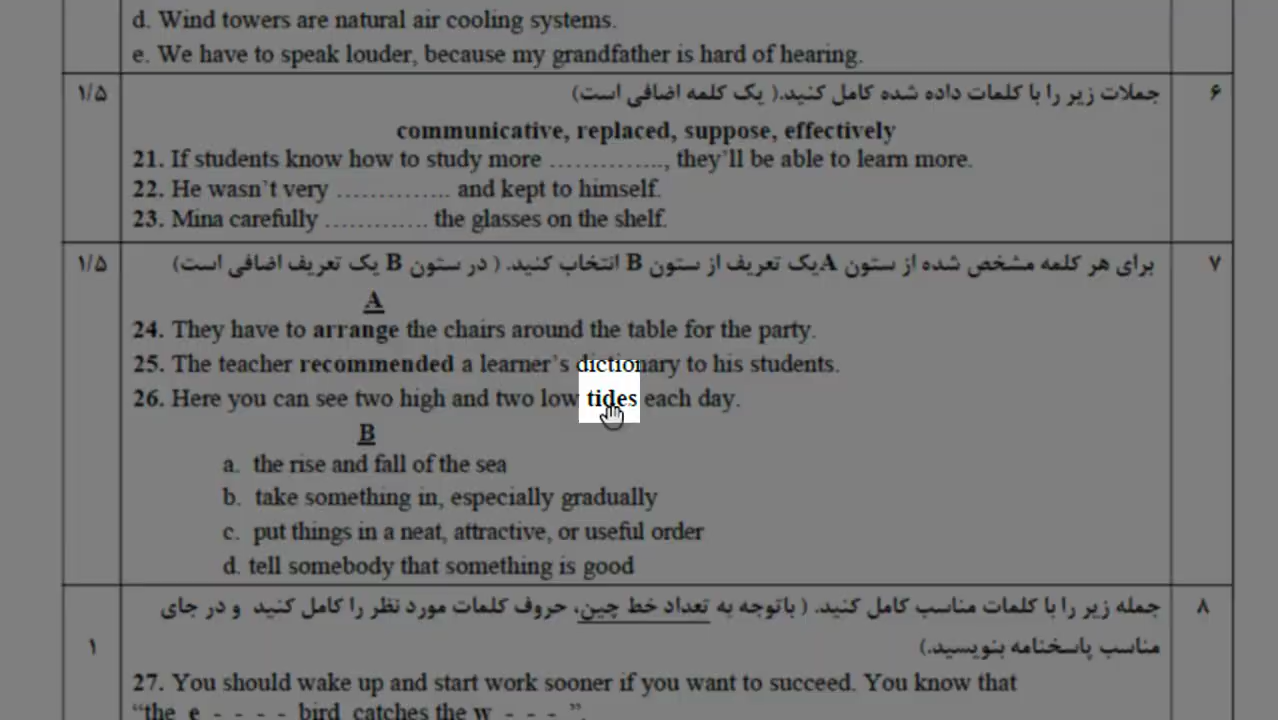 d. Wind towers are natural air cooling systems.
e. We have to speak louder, because my grandfather is hard of hearing.
۱/۵ جملات زیر را با کلمات داده شده کامل کنید.( یک کلمه اضافی است) ۶
communicative, replaced, suppose, effectively
21. If students know how to study more .............., they'll be able to learn more.
22. He wasn't very .............. and kept to himself.
23. Mina carefully ............. the glasses on the shelf.
۱/۵ برای هر کلمه مشخص شده از ستون A یک تعریف از ستون B انتخاب کنید. ( در ستون B یک تعریف اضافی است) ۷
A
24. They have to arrange the chairs around the table for the party.
25. The teacher recommended a learner's dictionary to his students.
26. Here you can see two high and two low tides each day.
B
a. the rise and fall of the sea
b. take something in, especially gradually
c. put things in a neat, attractive, or useful order
d. tell somebody that something is good
جمله زیر را با کلمات مناسب کامل کنید. ( باتوجه به تعداد خط چین، حروف کلمات مورد نظر را کامل کنید و در جای ۸
۱ مناسب پاسخنامه بنویسید.)
27. You should wake up and start work sooner if you want to succeed. You know that
"the e - - - - bird catches the w - - - ".